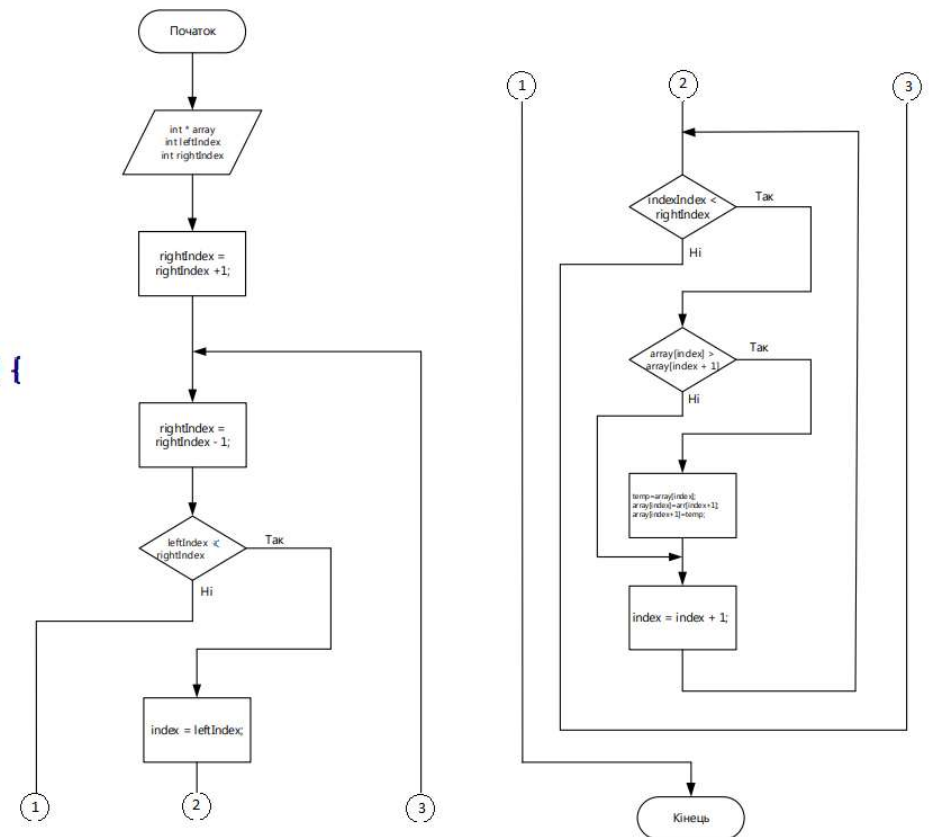 Початок
int * array
int leftIndex
int rightIndex
rightIndex =
rightIndex +1;
{
rightIndex =
rightIndex - 1;
leftIndex <
rightIndex
Так
Ні
index = leftIndex;
1
2
3
1
2
3
indexIndex <
rightIndex
Так
Ні
array[index] >
array[index + 1]
Так
Ні
temp=array[index];
array[index]=arr[index+1];
array[index+1]=temp;
index = index + 1;
Кінець